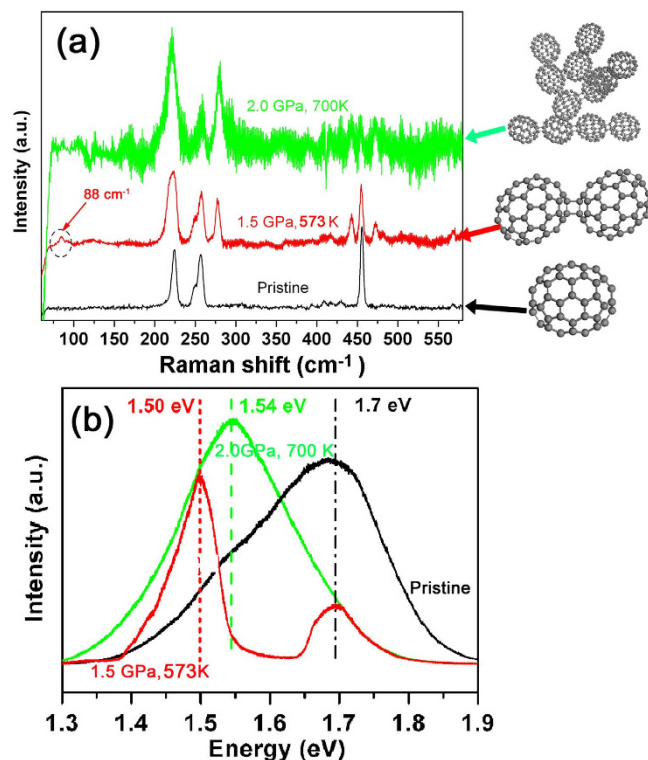 (a)
2.0 GPa, 700K
88 cm⁻¹
1.5 GPa, 573 K
Pristine
Intensity (a.u.)
100 150 200 250 300 350 400 450 500 550
Raman shift (cm⁻¹)
(b)
1.50 eV 1.54 eV 1.7 eV
2.0GPa, 700 K
Pristine
1.5 GPa, 573K
Intensity (a.u.)
1.3 1.4 1.5 1.6 1.7 1.8 1.9
Energy (eV)